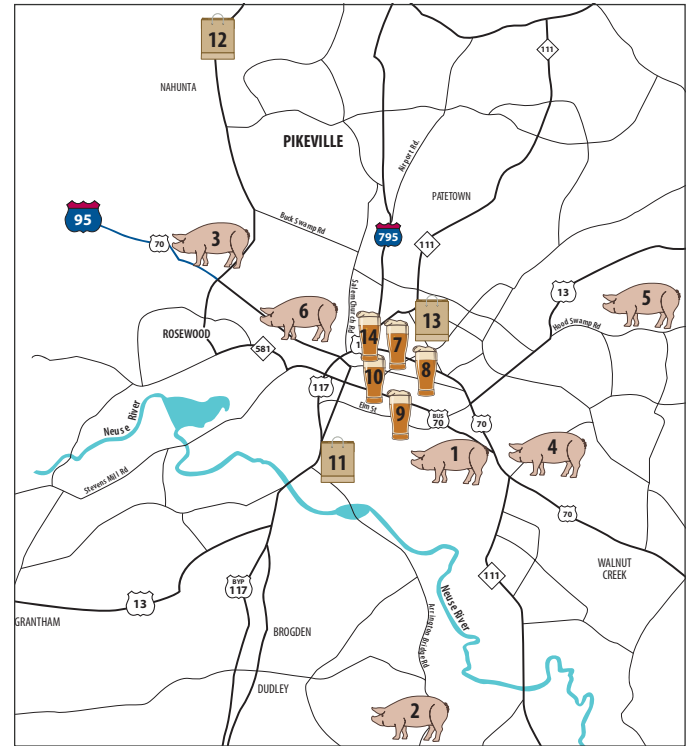 12
111
NAHUNTA
PIKEVILLE
Airport Rd.
PATETOWN
95
70
3
Buck Swamp Rd
795
111
13
5
6
Salem Church Rd
13
Hood Swamp Rd
ROSEWOOD
581
14
7
1
10
8
117
Elm St
9
BUS
70
70
Neuse River
11
1
4
Stevens Mill Rd
70
WALNUT
CREEK
111
BYP
117
13
GRANTHAM
Neuse River
Arrington Bridge Rd
BROGDEN
DUDLEY
2